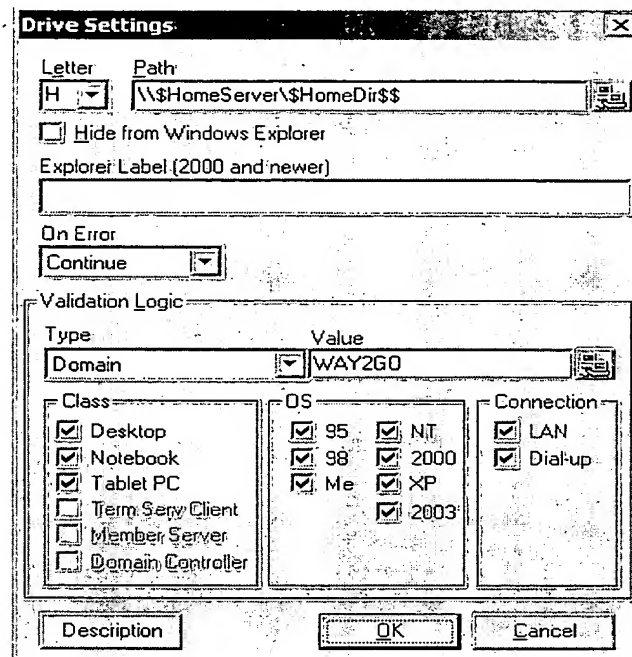 Drive Settings
Letter Path
H \\$HomeServer\$HomeDir$$
Hide from Windows Explorer
Explorer Label (2000 and newer)
On Error
Continue
Validation Logic
Type Value
Domain WAY2GO
Class OS Connection
Desktop 95 NT LAN
Notebook 98 2000 Dial-up
Tablet PC Me XP
Term Serv Client 2003
Member Server
Domain Controller
Description OK Cancel